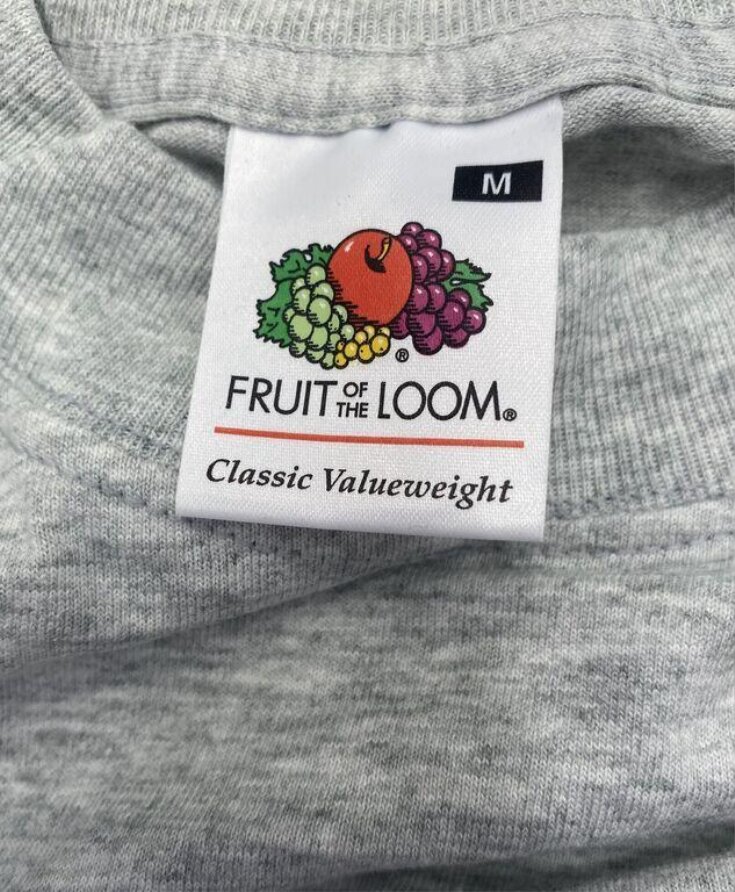 M
®
FRUIT OF THE LOOM®
Classic Valueweight